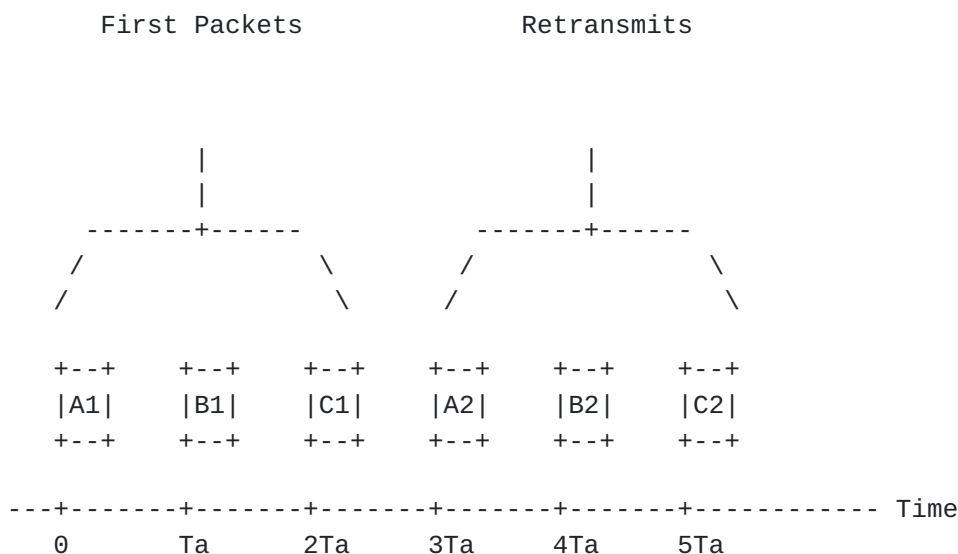 First Packets              Retransmits

            |                        |
            |                        |
     -------+------           -------+------
    /               \        /               \
   /                 \      /                 \

   +--+    +--+    +--+    +--+    +--+    +--+
   |A1|    |B1|    |C1|    |A2|    |B2|    |C2|
   +--+    +--+    +--+    +--+    +--+    +--+

---+-------+-------+-------+-------+-------+------------ Time
   0       Ta      2Ta     3Ta     4Ta     5Ta